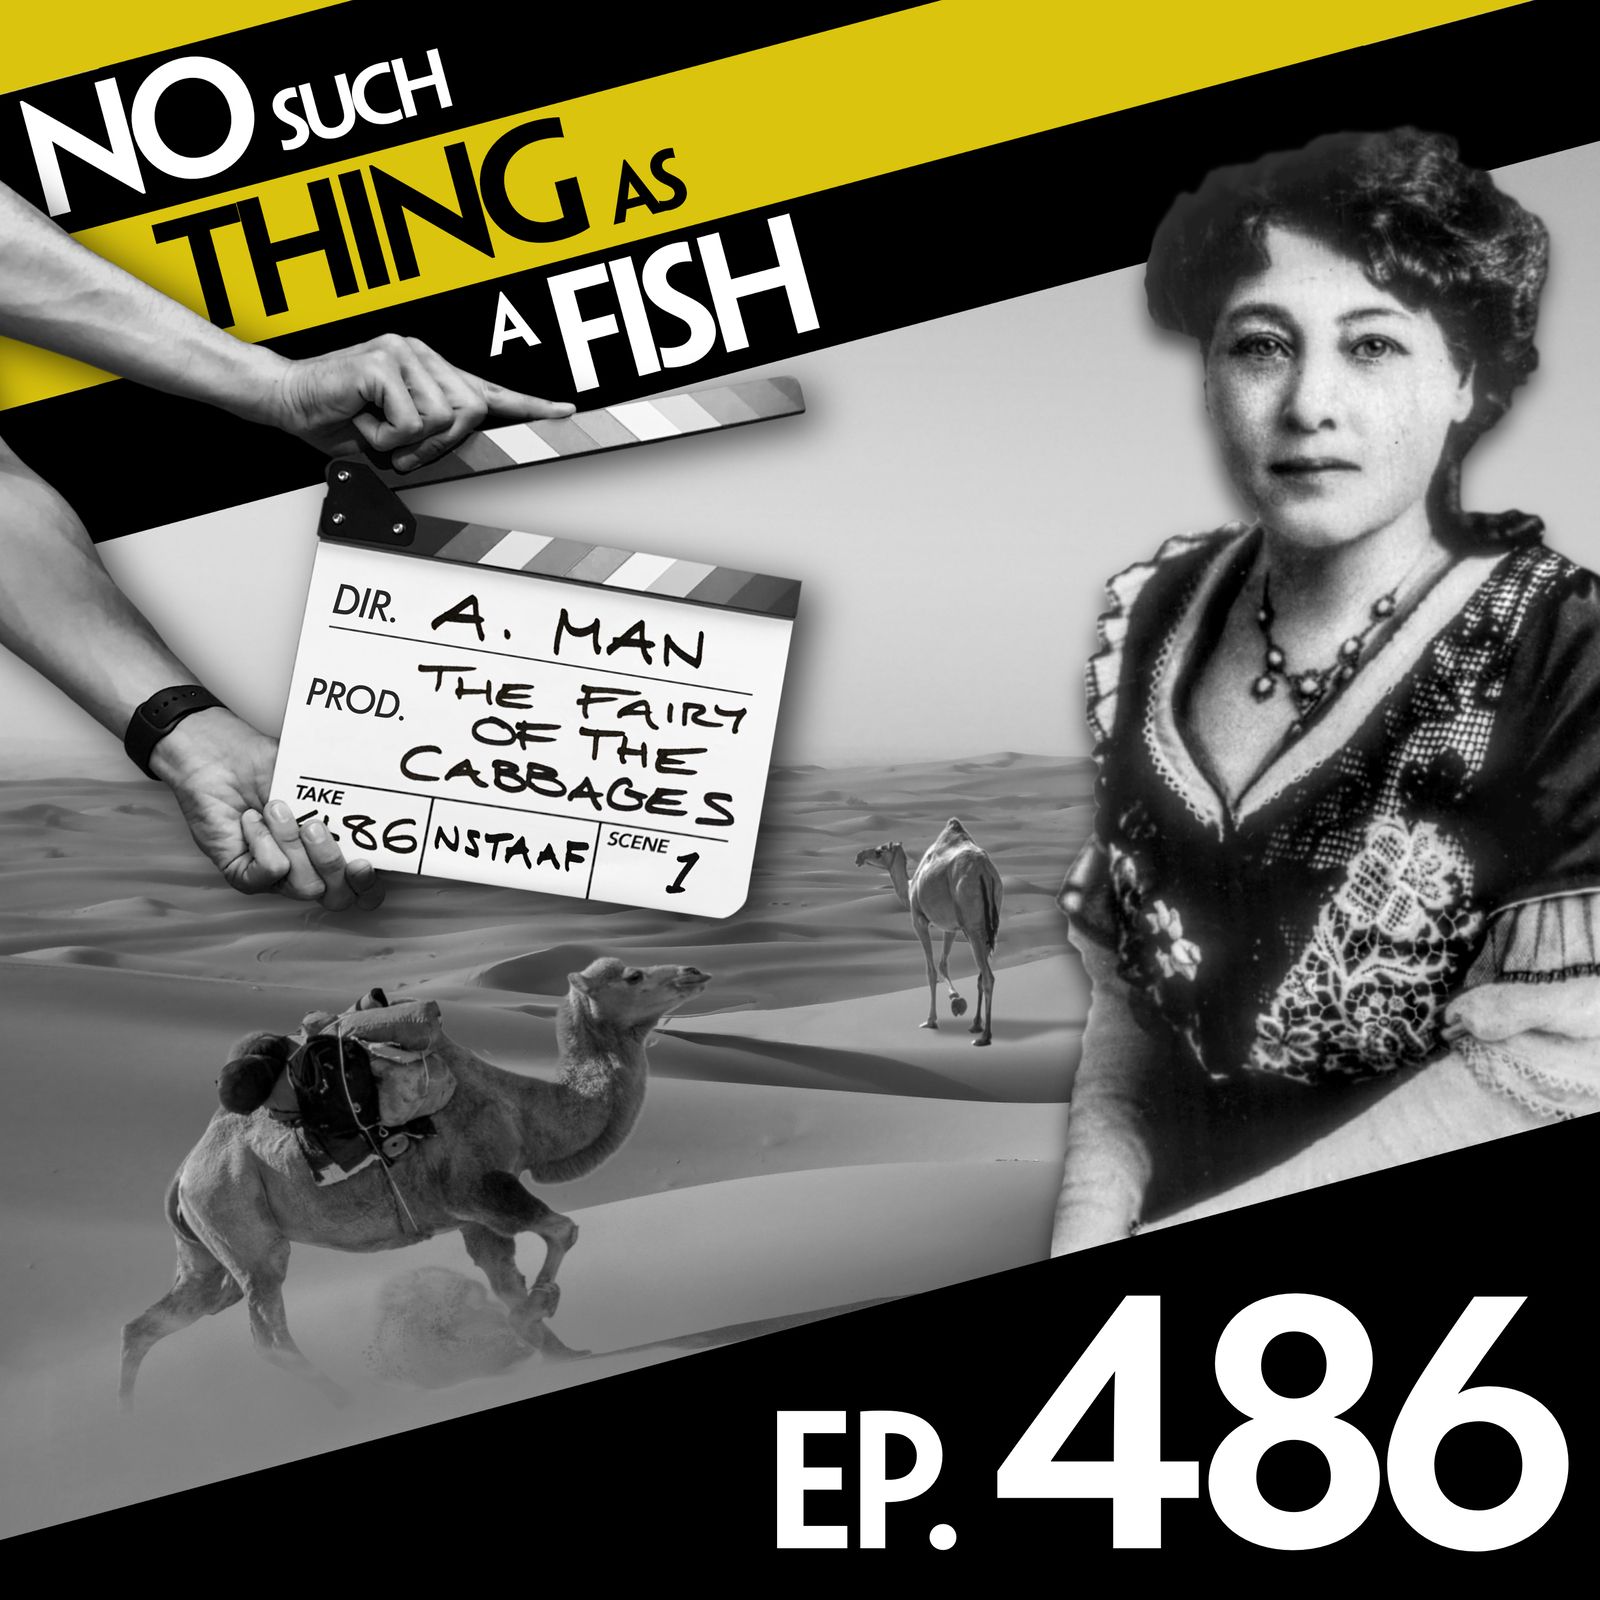 NO SUCH
THING AS
A FISH
DIR. A. MAN
PROD. THE FAIRY
OF THE
CABBAGES
TAKE
486 NSTAAF SCENE 1
EP. 486